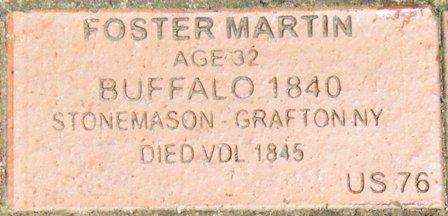 FOSTER MARTIN
AGE 32
BUFFALO 1840
STONEMASON - GRAFTON NY
DIED VDL 1845
US 76